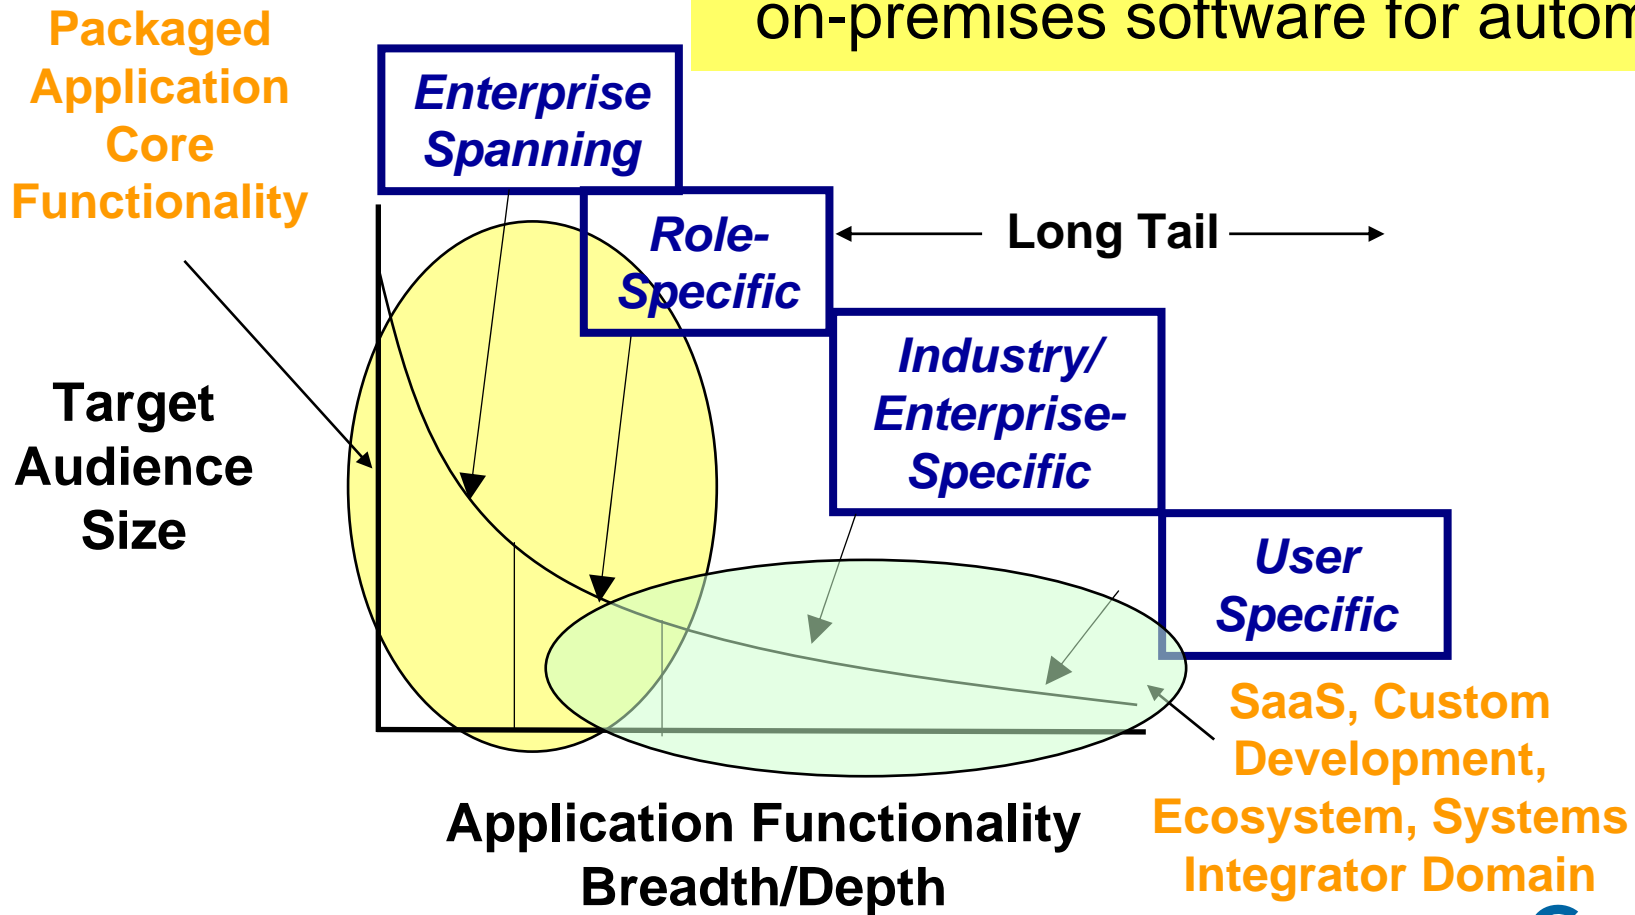 on-premises software for autom
Packaged
Application
Core
Functionality
Enterprise
Spanning
Role-
Specific
Long Tail
Industry/
Enterprise-
Specific
Target
Audience
Size
User
Specific
SaaS, Custom
Development,
Ecosystem, Systems
Integrator Domain
Application Functionality
Breadth/Depth